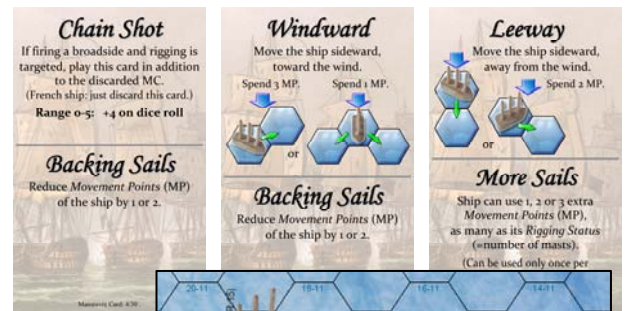 Chain Shot
If firing a broadside and rigging is
targeted, play this card in addition
to the discarded MC.
(French ship: just discard this card.)
Range 0-5: +4 on dice roll
Backing Sails
Reduce Movement Points (MP)
of the ship by 1 or 2.
Windward
Move the ship sideward,
toward the wind.
Spend 3 MP. Spend 1 MP.
or
Backing Sails
Reduce Movement Points (MP)
of the ship by 1 or 2.
Leeway
Move the ship sideward,
away from the wind.
Spend 2 MP.
or
More Sails
Ship can use 1, 2 or 3 extra
Movement Points (MP),
as many as its Rigging Status
(=number of masts).
(Can be used only once per
20-11